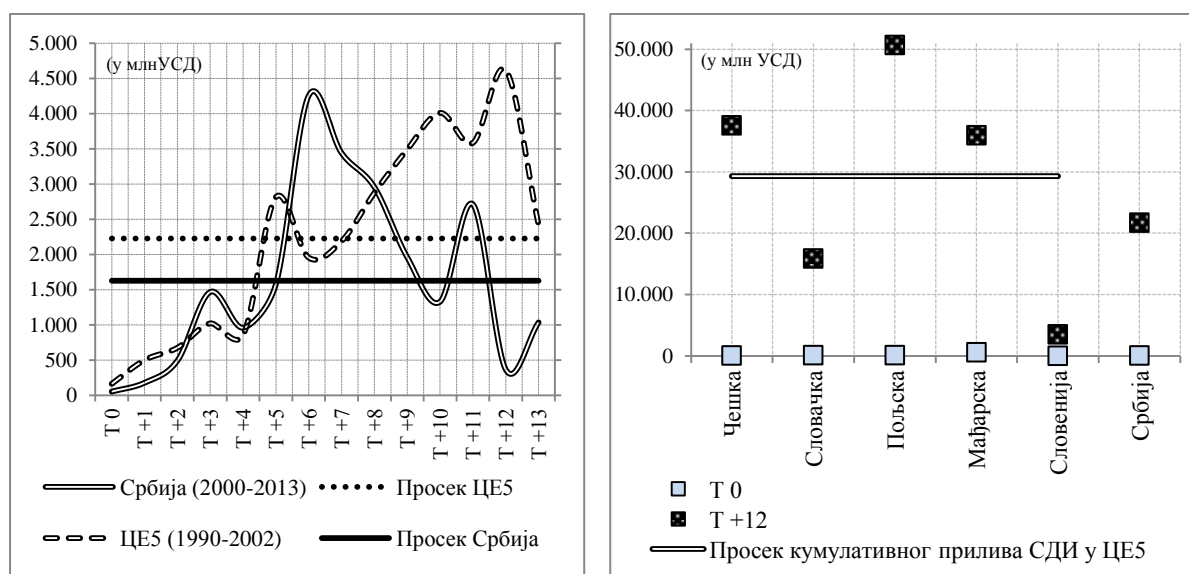 (у млнУСД)
5.000
4.500
4.000
3.500
3.000
2.500
2.000
1.500
1.000
500
0
T 0
T +1
T +2
T +3
T +4
T +5
T +6
T +7
T +8
T +9
T +10
T +11
T +12
T +13
Србија (2000-2013)
Просек ЦЕ5
ЦЕ5 (1990-2002)
Просек Србија
(у млн УСД)
50.000
40.000
30.000
20.000
10.000
0
Чешка
Словачка
Пољска
Мађарска
Словенија
Србија
Т 0
Т +12
Просек кумулативног прилива СДИ у ЦЕ5